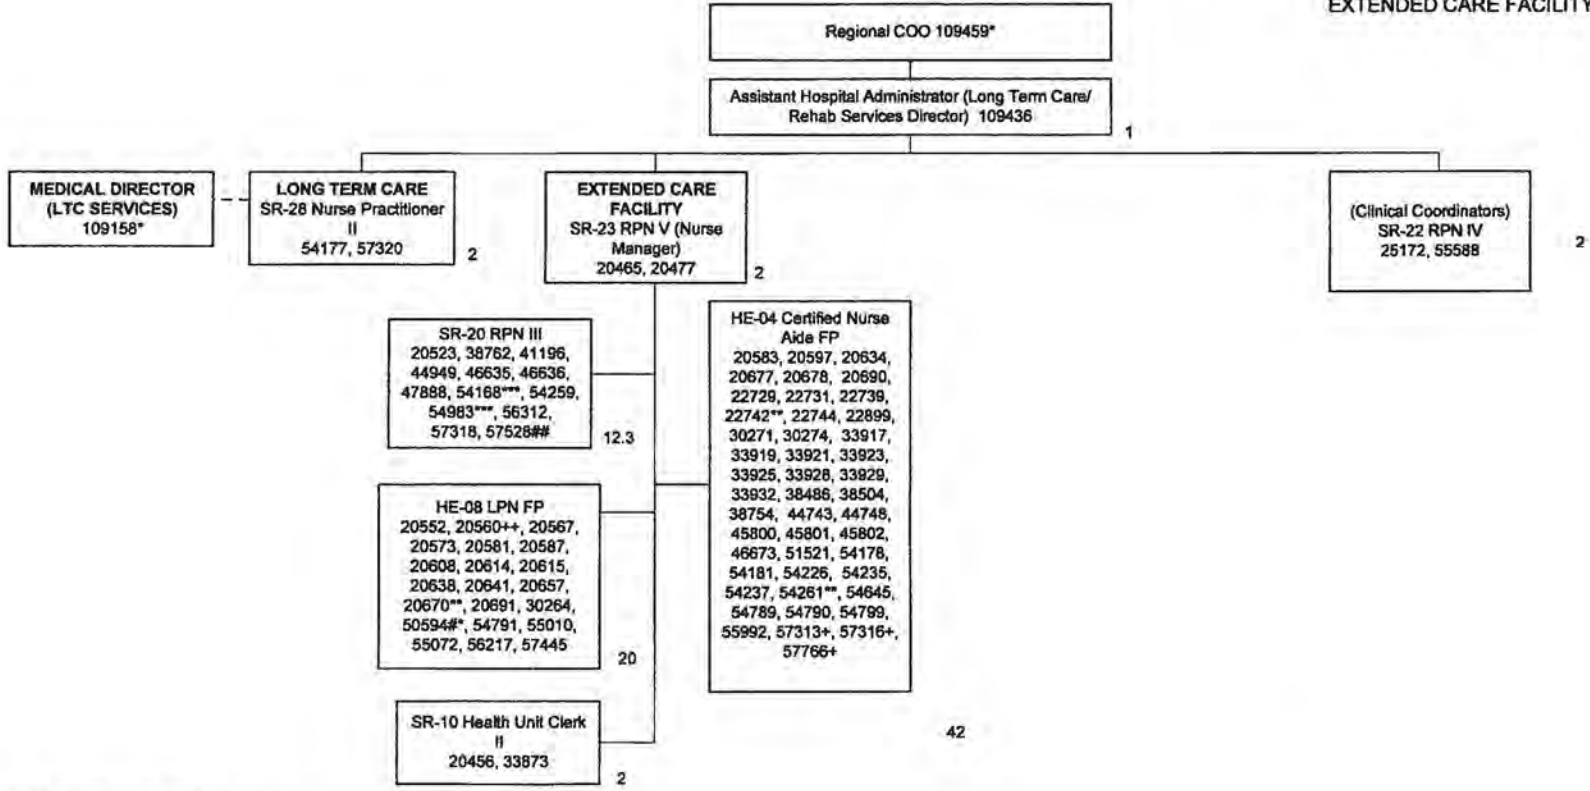 EXTENDED CARE FACILITY
Regional COO 109459*
Assistant Hospital Administrator (Long Term Care/
Rehab Services Director) 109436
1
MEDICAL DIRECTOR
(LTC SERVICES)
109158*
LONG TERM CARE
SR-28 Nurse Practitioner
II
54177, 57320
2
EXTENDED CARE
FACILITY
SR-23 RPN V (Nurse
Manager)
20465, 20477
2
(Clinical Coordinators)
SR-22 RPN IV
25172, 55588
2
SR-20 RPN III
20523, 38762, 41196,
44949, 46635, 46636,
47888, 54168***, 54259,
54983***, 56312,
57318, 57528##
12.3
HE-04 Certified Nurse
Aide FP
20583, 20597, 20634,
20677, 20678, 20690,
22729, 22731, 22739,
22742**, 22744, 22899,
30271, 30274, 33917,
33919, 33921, 33923,
33925, 33928, 33929,
33932, 38486, 38504,
38754, 44743, 44748,
45800, 45801, 45802,
46673, 51521, 54178,
54181, 54226, 54235,
54237, 54261**, 54645,
54789, 54790, 54799,
55992, 57313+, 57316+,
57766+
42
HE-08 LPN FP
20552, 20560++, 20567,
20573, 20581, 20587,
20608, 20614, 20615,
20638, 20641, 20657,
20670**, 20691, 30264,
50594#*, 54791, 55010,
55072, 56217, 57445
20
SR-10 Health Unit Clerk
II
20456, 33873
2